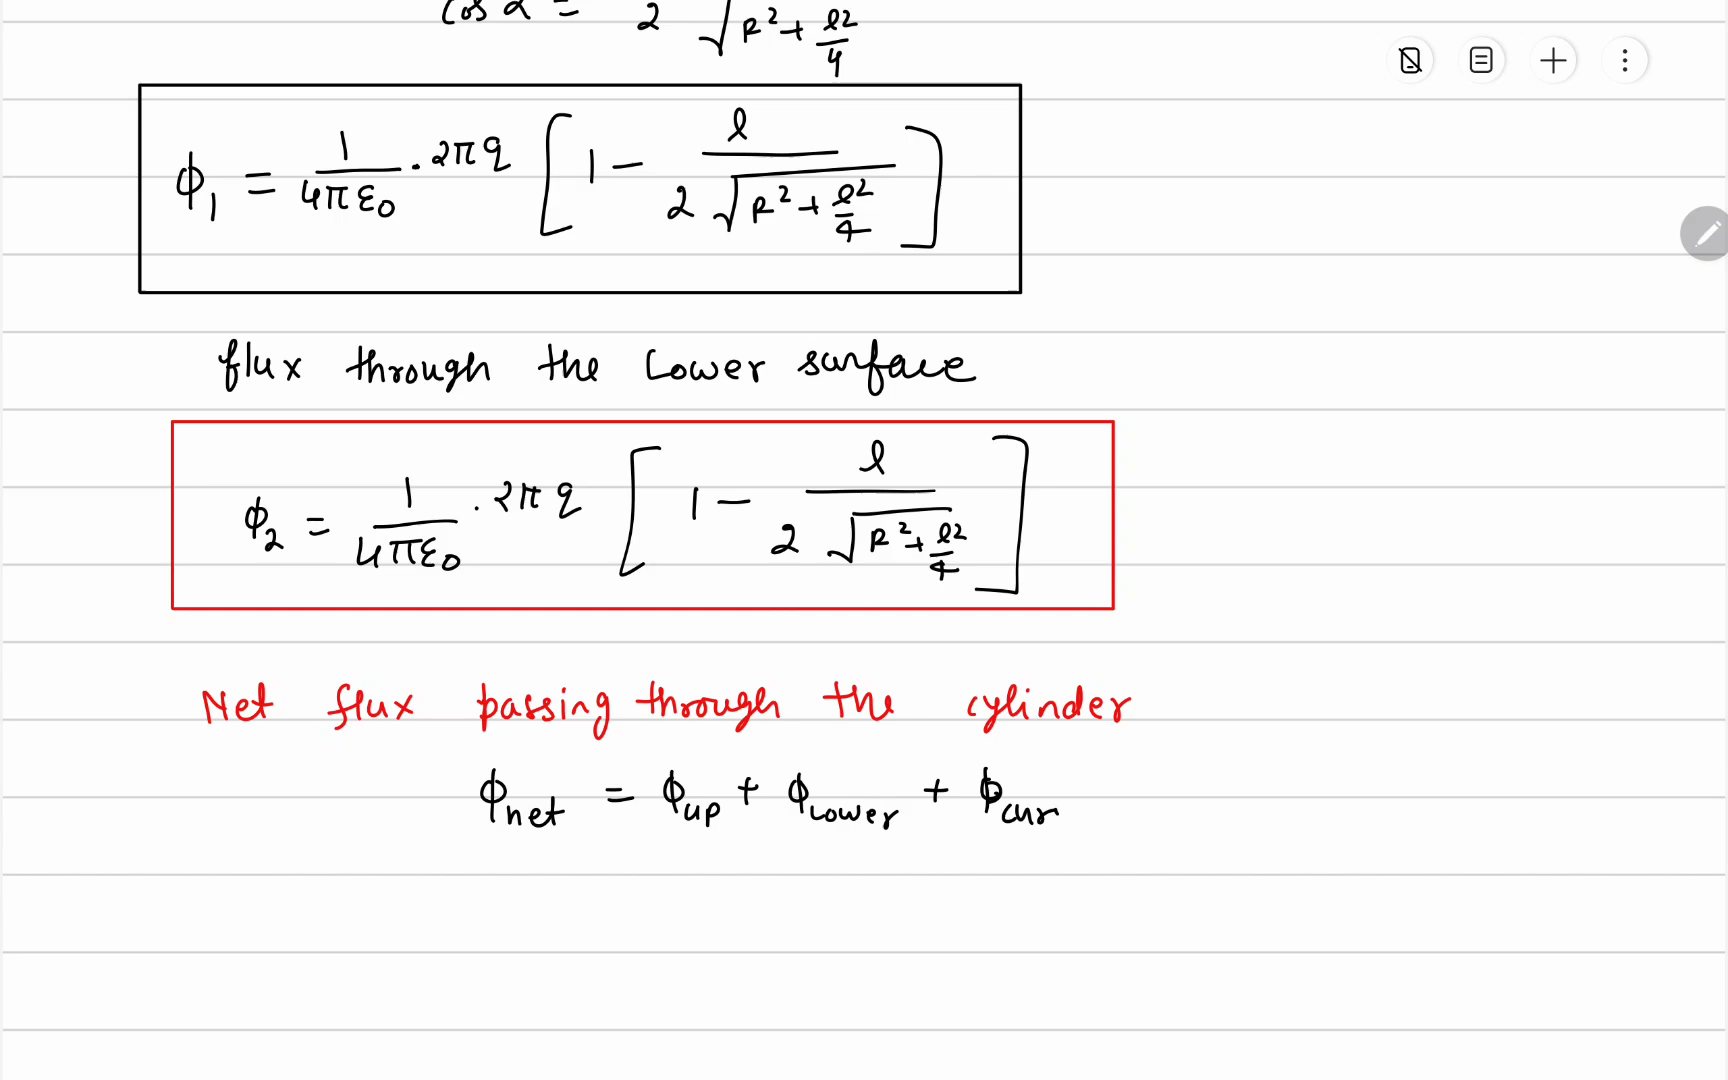 cos α = / 2 √R² + l²/4
ϕ₁ = 1/4πε₀ · 2πq [ 1 - l / 2 √R² + l²/4 ]
flux through the Lower surface
ϕ₂ = 1/4πε₀ · 2πq [ 1 - l / 2 √R² + l²/4 ]
Net flux passing through the cylinder
ϕnet = ϕup + ϕLower + ϕcur